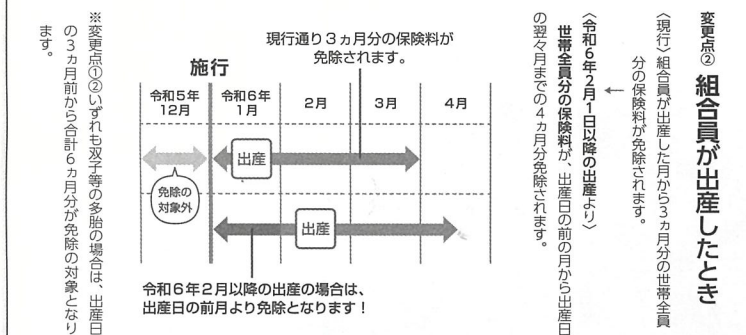 変更点② 組合員が出産したとき
〈現行〉組合員が出産した月から3ヵ月分の世帯全員
分の保険料が免除されます。
←
〈令和6年2月1日以降の出産より〉
世帯全員分の保険料が、出産日の前の月から出産日
の翌々月までの4ヵ月分免除されます。
現行通り3ヵ月分の保険料が
免除されます。
施行
令和5年
12月
令和6年
1月
2月
3月
4月
出産
免除の
対象外
出産
令和6年2月以降の出産の場合は、
出産日の前月より免除となります！
※変更点①②いずれも双子等の多胎の場合は、出産日
の3ヵ月前から合計6ヵ月分が免除の対象となり
ます。